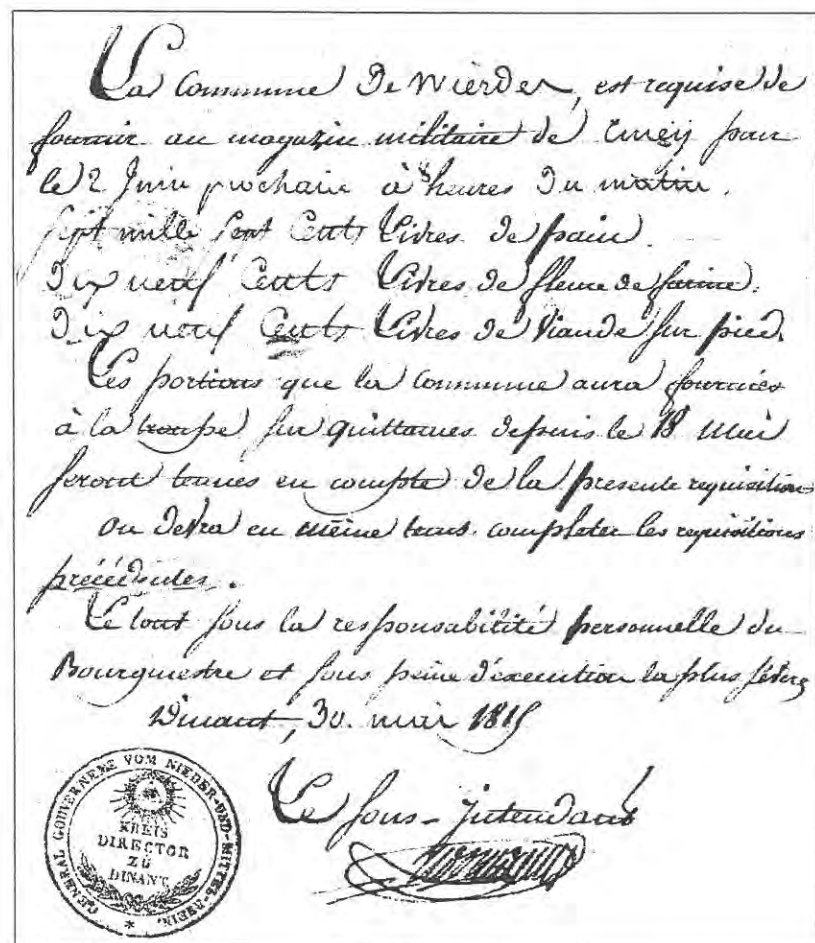 La Commune De Wierde, est requise de
fournir au magazin militaire de Ciney pour
le 2 Juin prochain à 8 heures Du matin.
Sept mille Sept Cents Livres de pain.
Dix neuf Cents Livres de fleur de farine.
Dix neuf Cents Livres de Viande sur pied.
Les portions que la Commune aura fournies
à la troupe sur quittances depuis le 18 Mai
seront tenues en compte de la presente requisition
On devra en même tems completer les requisitions
précédentes.
Le tout sous la responsabilité personnelle du
Bourgmestre et sous peine d'execution la plus sévère
Dinant, 30. mai 1815
Le Sous-Intendant
GENERAL GOUVERNEMENT VOM NIEDER-UND-MITTEL-RHEIN. *
KREIS
DIRECTOR
ZU
DINANT